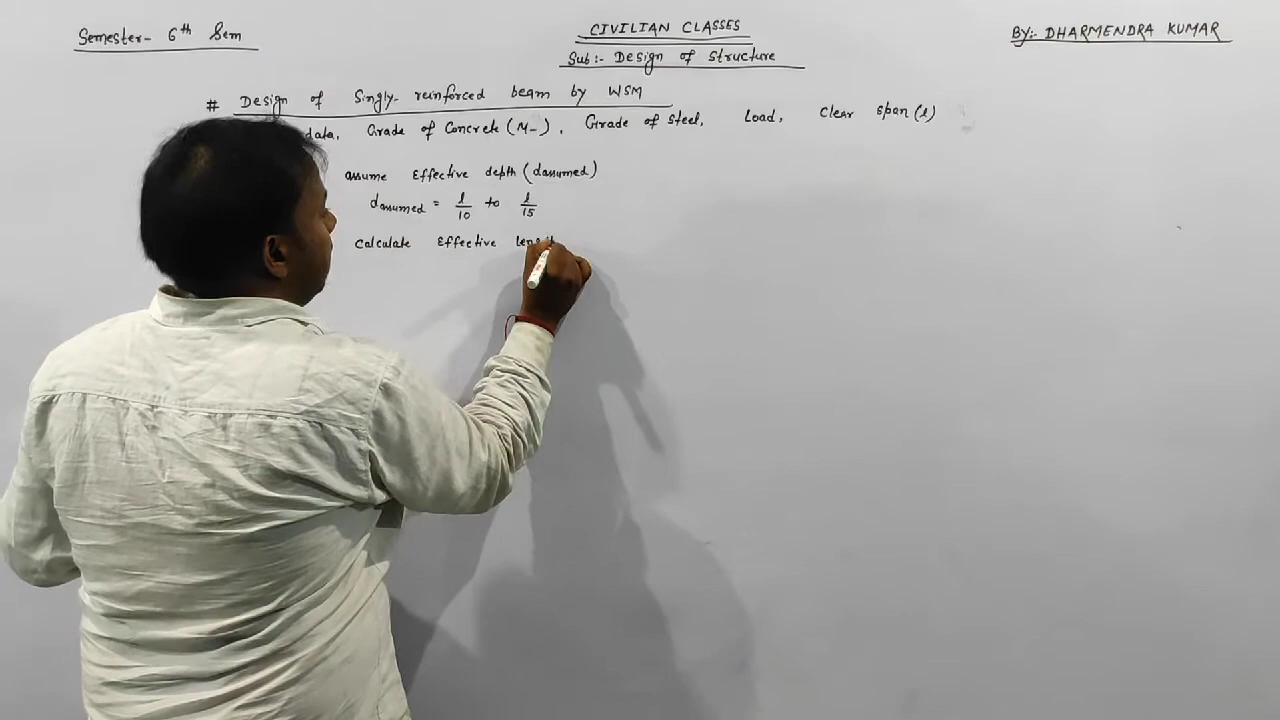 Semester- 6th Sem
CIVILIAN CLASSES
By:- DHARMENDRA KUMAR
Sub:- Design of structure
# Design of Singly- reinforced beam by WSM
data, Grade of Concrete (M-), Grade of steel, Load, Clear span (l)
assume Effective depth (dassumed)
dassumed = l/10 to l/15
calculate Effective